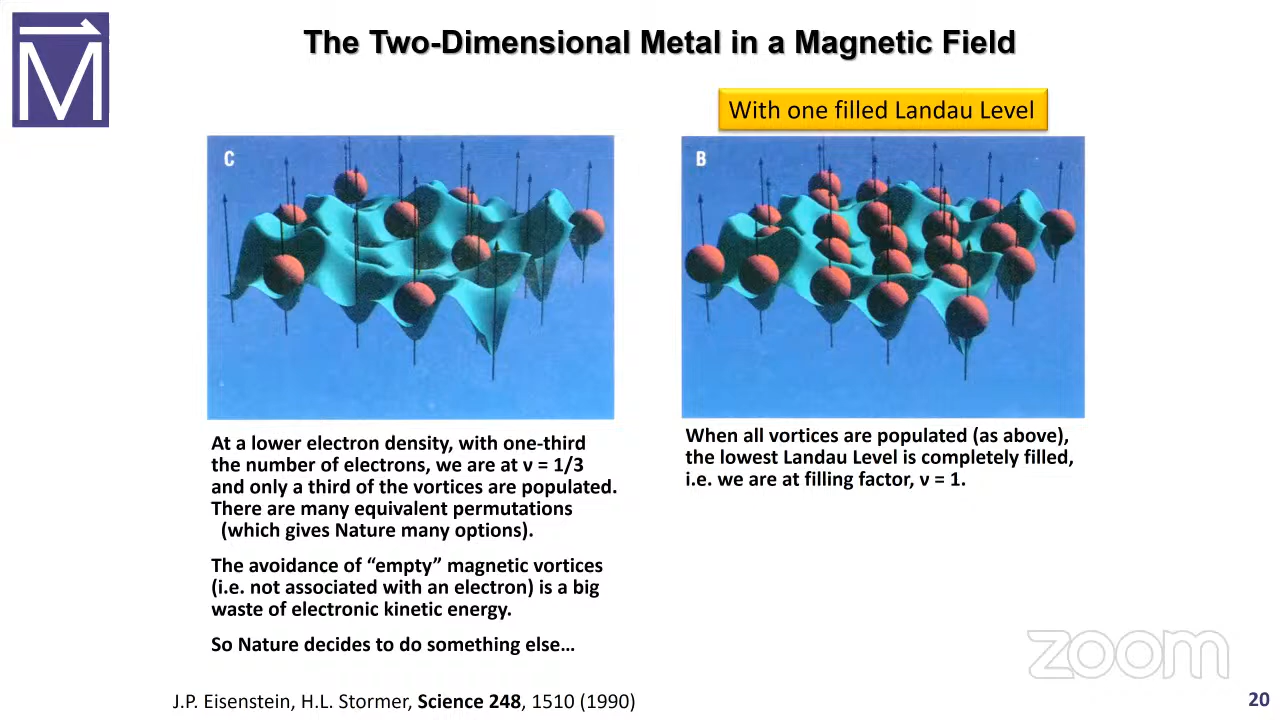 M
The Two-Dimensional Metal in a Magnetic Field
With one filled Landau Level
C
B
At a lower electron density, with one-third
the number of electrons, we are at ν = 1/3
and only a third of the vortices are populated.
There are many equivalent permutations
(which gives Nature many options).
The avoidance of “empty” magnetic vortices
(i.e. not associated with an electron) is a big
waste of electronic kinetic energy.
So Nature decides to do something else…
When all vortices are populated (as above),
the lowest Landau Level is completely filled,
i.e. we are at filling factor, ν = 1.
zoom
J.P. Eisenstein, H.L. Stormer, Science 248, 1510 (1990)
20